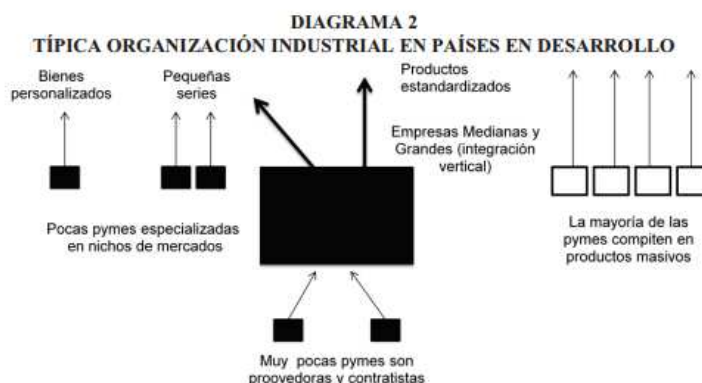 DIAGRAMA 2
TÍPICA ORGANIZACIÓN INDUSTRIAL EN PAÍSES EN DESARROLLO
Bienes
personalizados
Pequeñas
series
Productos
estandardizados
Empresas Medianas y
Grandes (integración
vertical)
Pocas pymes especializadas
en nichos de mercados
La mayoría de las
pymes compiten en
productos masivos
Muy pocas pymes son
proovedoras y contratistas